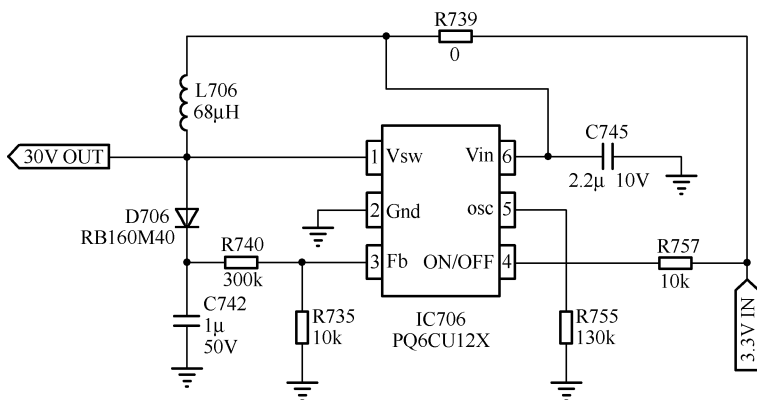 R739
0
L706
68µH
C745
2.2µ 10V
30V OUT
1 Vsw
Vin 6
2 Gnd
osc 5
3 Fb
ON/OFF 4
D706
RB160M40
R740
300k
R757
10k
C742
1µ
50V
R735
10k
IC706
PQ6CU12X
R755
130k
3.3V IN